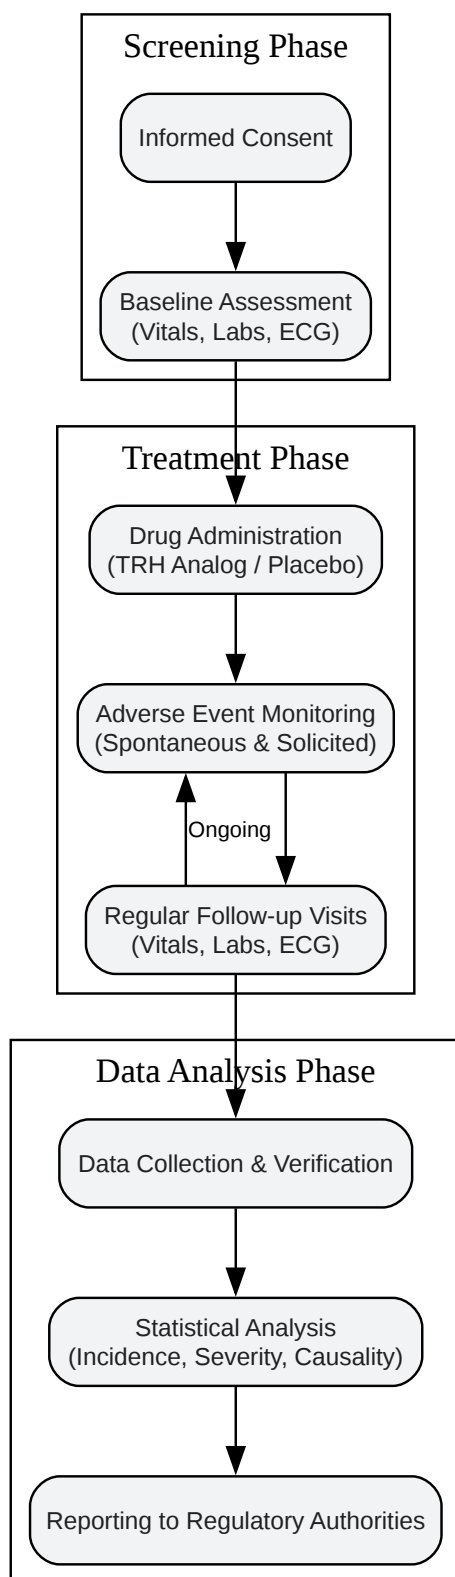 Screening Phase
Informed Consent
Baseline Assessment
(Vitals, Labs, ECG)
Treatment Phase
Drug Administration
(TRH Analog / Placebo)
Adverse Event Monitoring
(Spontaneous & Solicited)
Ongoing
Regular Follow-up Visits
(Vitals, Labs, ECG)
Data Analysis Phase
Data Collection & Verification
Statistical Analysis
(Incidence, Severity, Causality)
Reporting to Regulatory Authorities